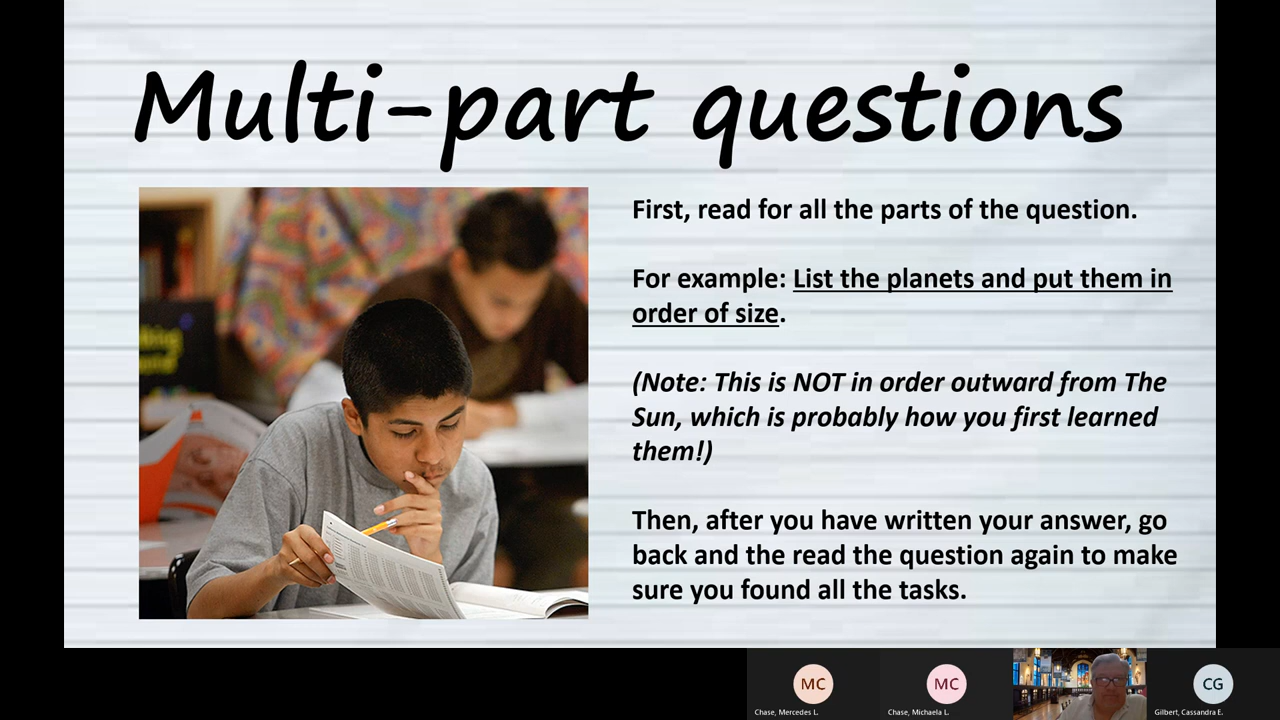 Multi-part questions
First, read for all the parts of the question.
For example: List the planets and put them in
order of size.
(Note: This is NOT in order outward from The
Sun, which is probably how you first learned
them!)
Then, after you have written your answer, go
back and the read the question again to make
sure you found all the tasks.
MC
Chase, Mercedes L.
MC
Chase, Michaela L.
CG
Gilbert, Cassandra E.